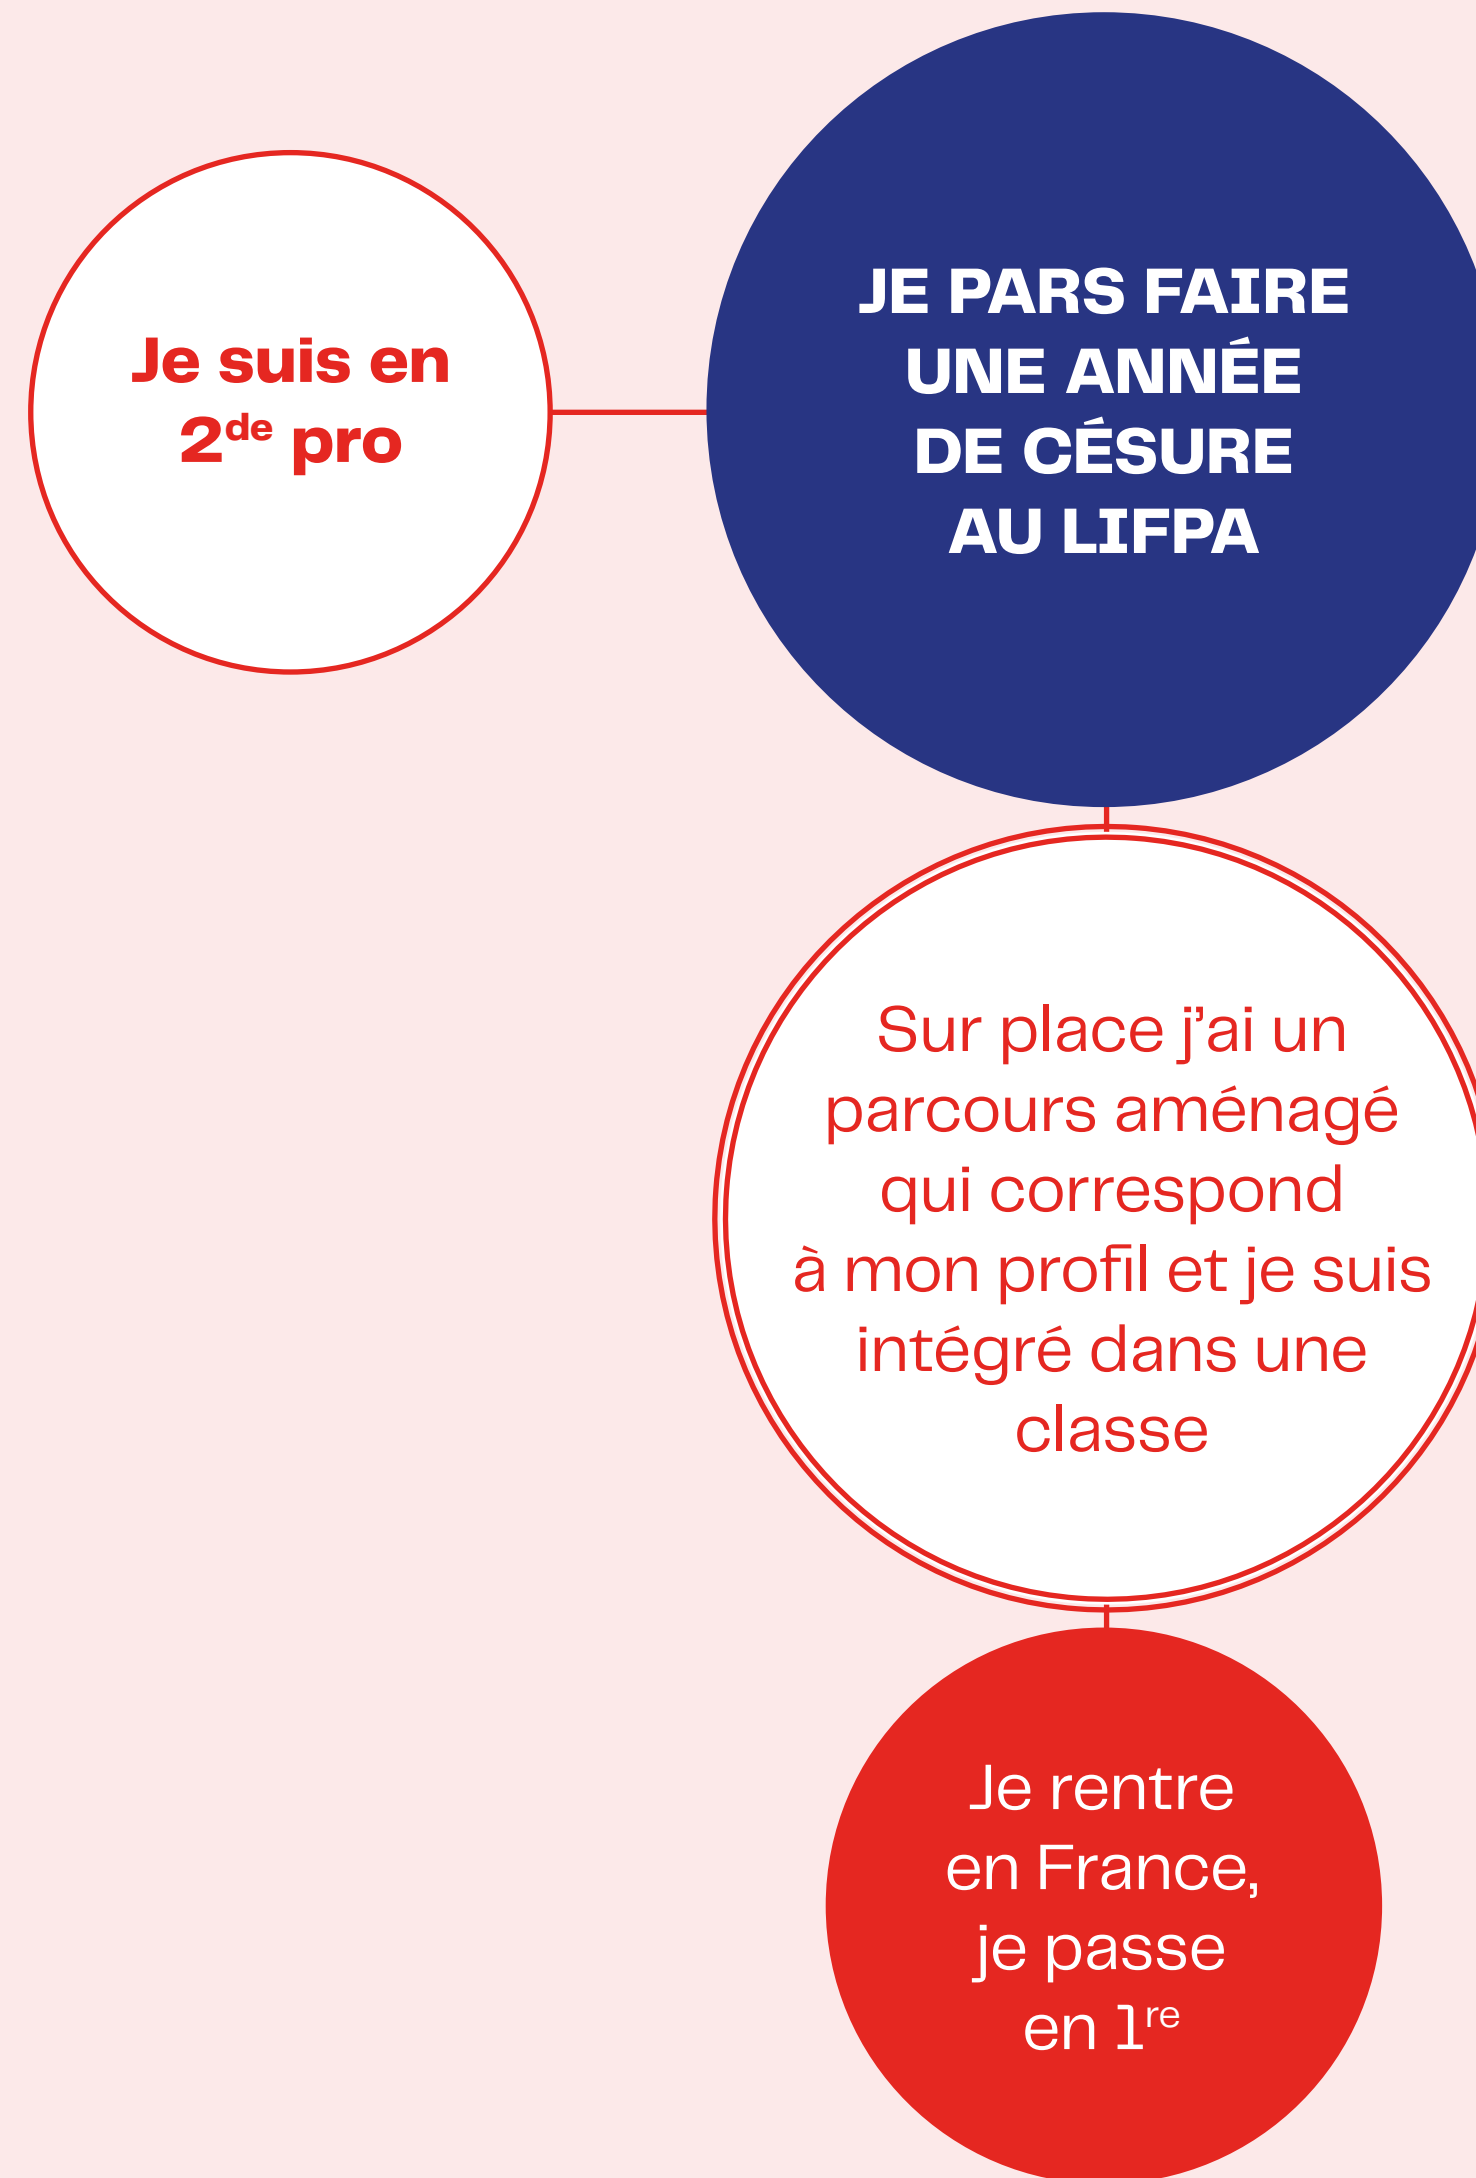 Je suis en
2de pro
JE PARS FAIRE
UNE ANNÉE
DE CÉSURE
AU LIFPA
Sur place j’ai un
parcours aménagé
qui correspond
à mon profil et je suis
intégré dans une
classe
Je rentre
en France,
je passe
en 1re